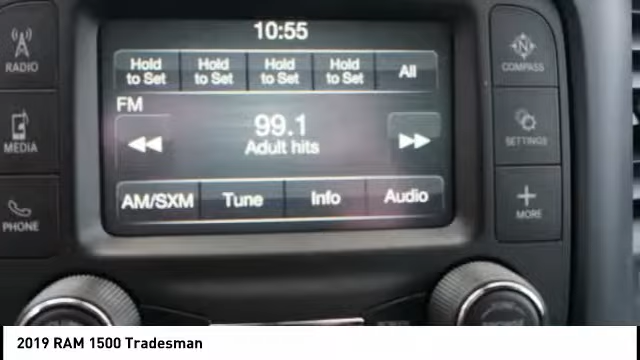 10:55
RADIO
Hold to Set
Hold to Set
Hold to Set
Hold to Set
All
COMPASS
FM
99.1
Adult hits
MEDIA
SETTINGS
AM/SXM
Tune
Info
Audio
PHONE
MORE
2019 RAM 1500 Tradesman